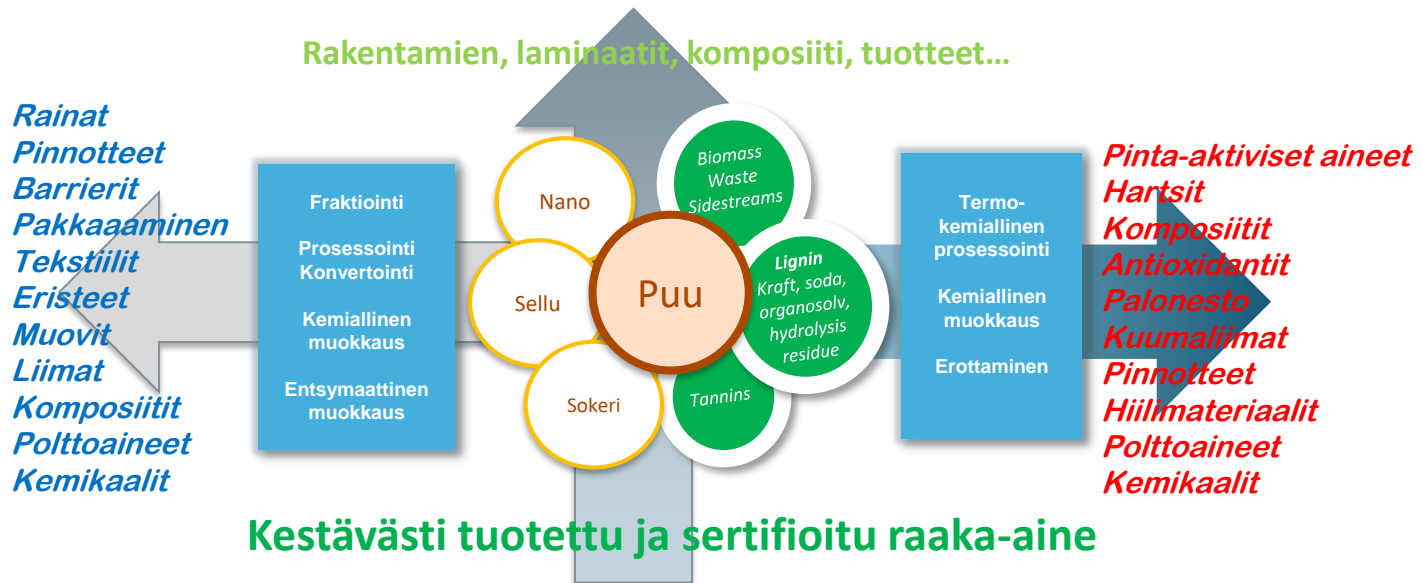 Rakentamien, laminaatit, komposiiti, tuotteet…
Rainat
Pinnotteet
Barrierit
Pakkaaaminen
Tekstiilit
Eristeet
Muovit
Liimat
Komposiitit
Polttoaineet
Kemikaalit
Fraktiointi
Prosessointi
Konvertointi
Kemiallinen
muokkaus
Entsymaattinen
muokkaus
Nano
Sellu
Sokeri
Puu
Biomass
Waste
Sidestreams
Lignin
Kraft, soda,
organosolv,
hydrolysis
residue
Tannins
Termo-
kemiallinen
prosessointi
Kemiallinen
muokkaus
Erottaminen
Pinta-aktiviset aineet
Hartsit
Komposiitit
Antioxidantit
Palonesto
Kuumaliimat
Pinnotteet
Hiilimateriaalit
Polttoaineet
Kemikaalit
Kestävästi tuotettu ja sertifioitu raaka-aine